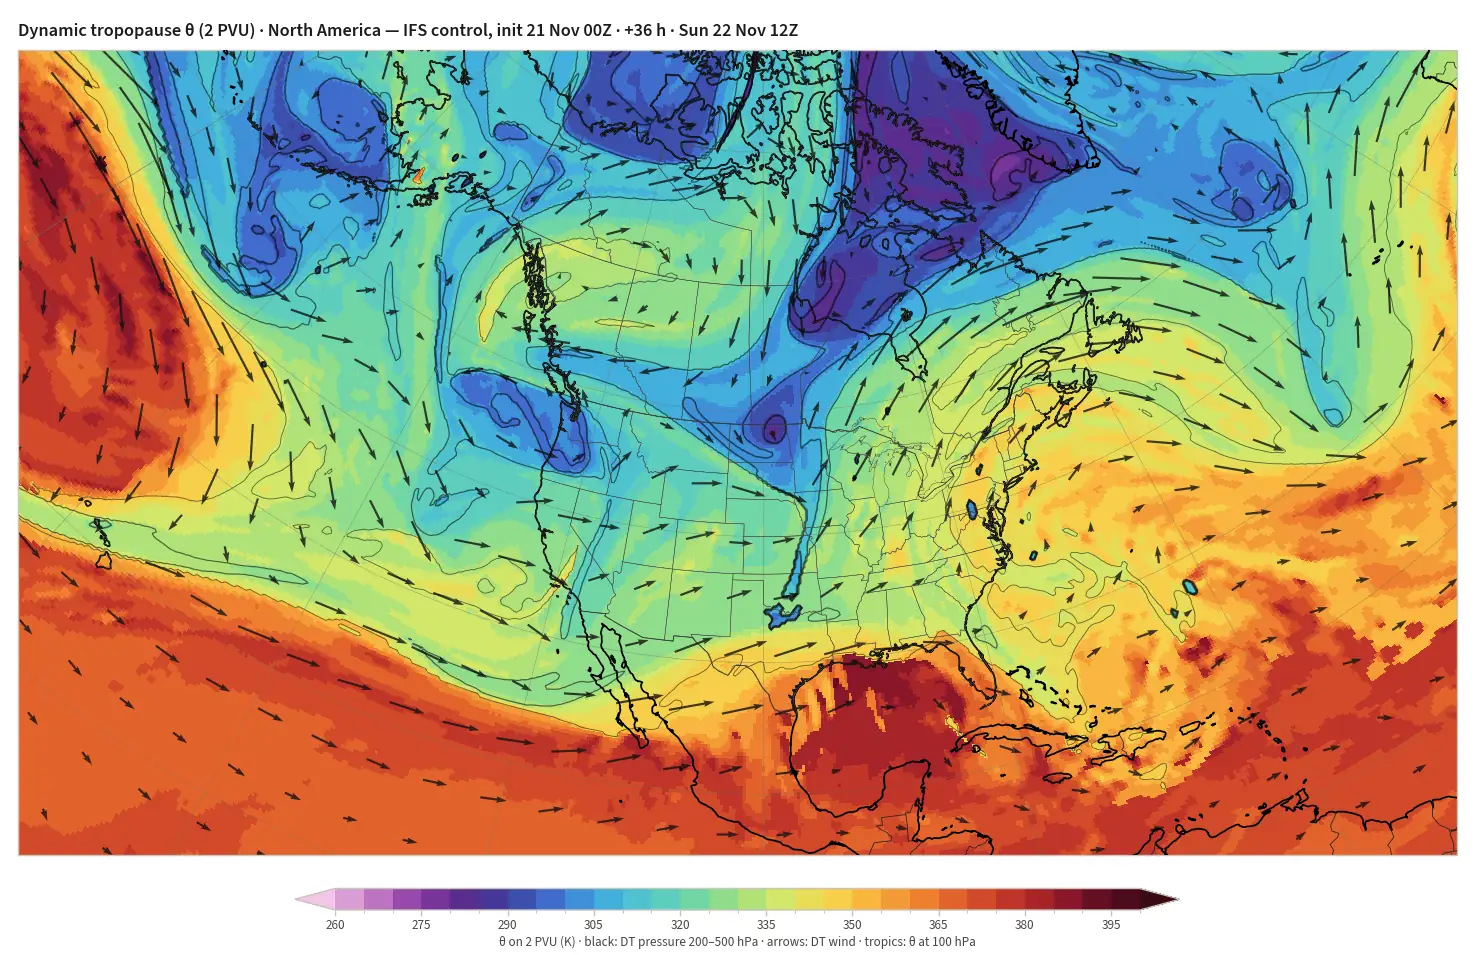 Dynamic tropopause θ (2 PVU) · North America — IFS control, init 21 Nov 00Z · +36 h · Sun 22 Nov 12Z
260 275 290 305 320 335 350 365 380 395
θ on 2 PVU (K) · black: DT pressure 200–500 hPa · arrows: DT wind · tropics: θ at 100 hPa